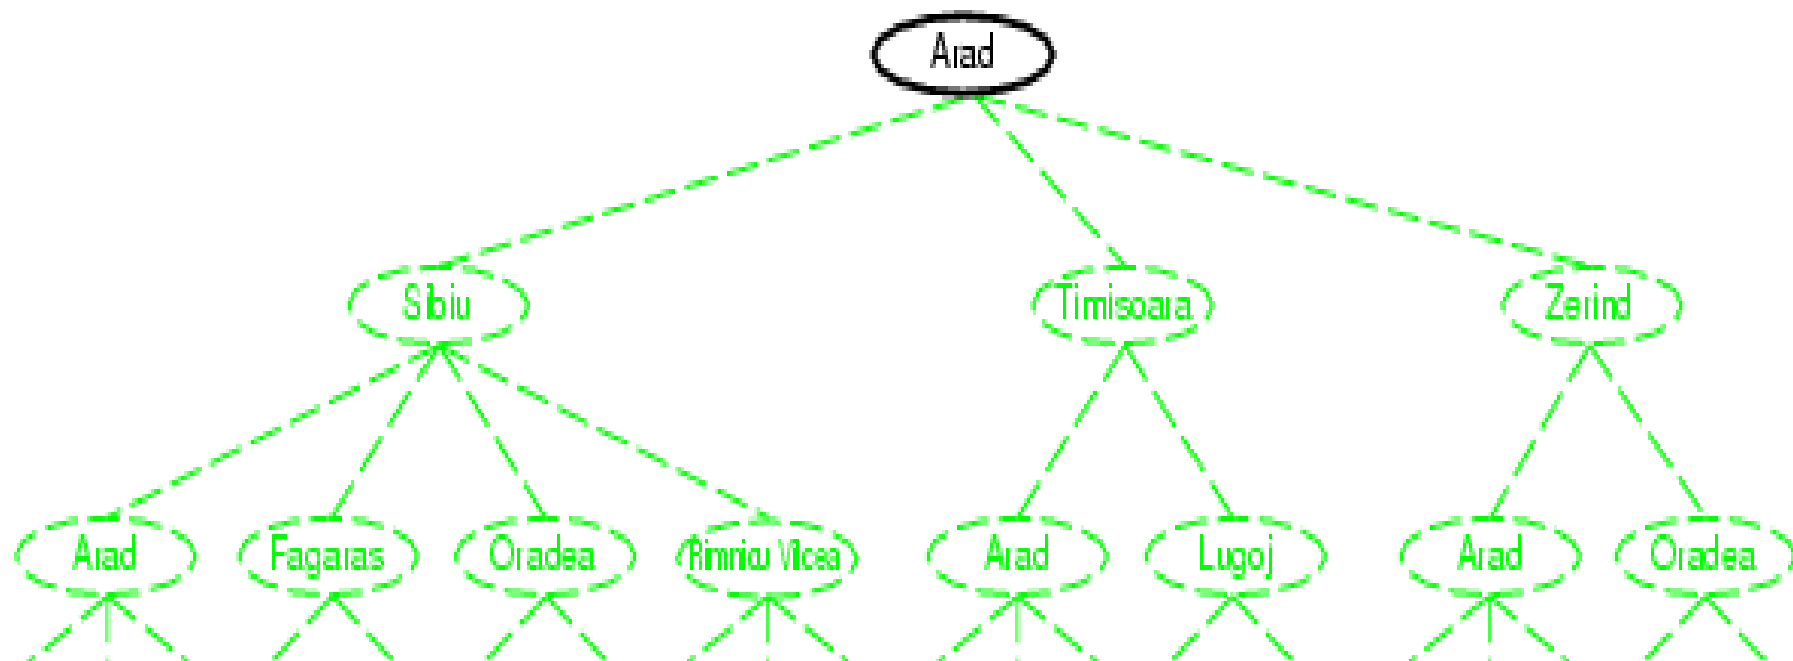 Arad
Sibiu
Timisoara
Zerind
Arad
Fagaras
Oradea
Rimnicu Vilcea
Arad
Lugoj
Arad
Oradea